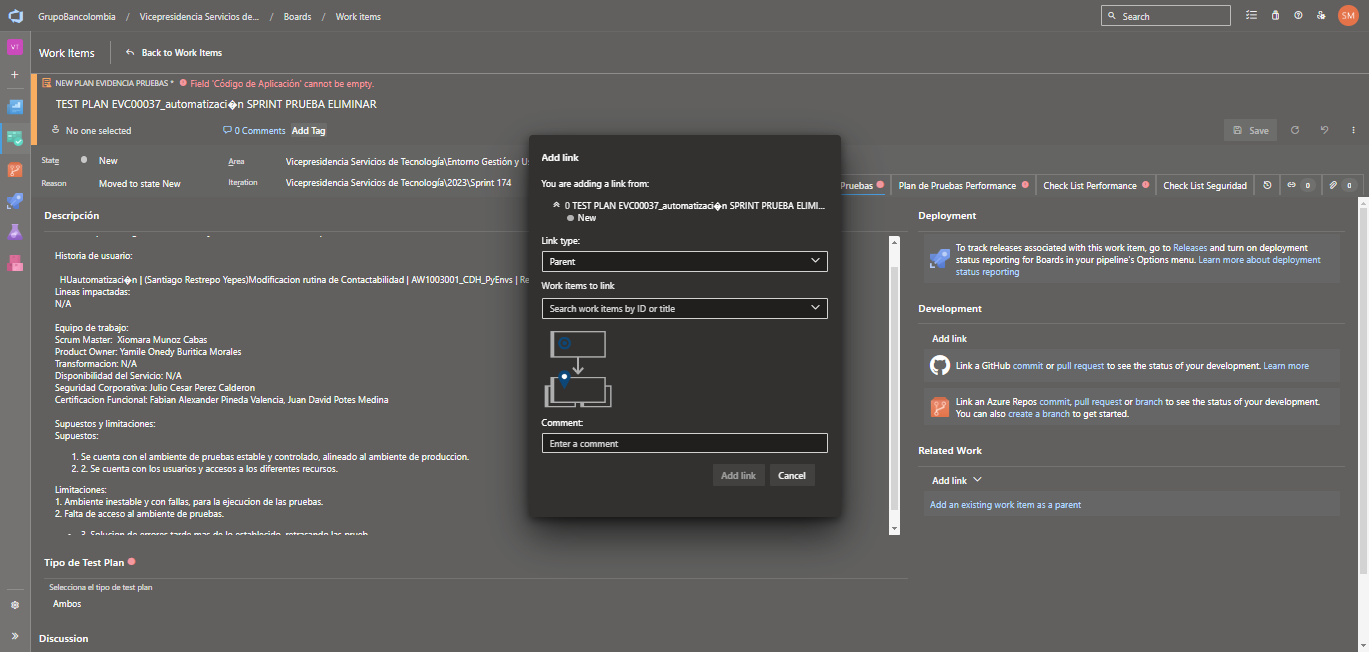 GrupoBancolombia / Vicepresidencia Servicios de... / Boards / Work items
Search
SM
VT
Work Items
Back to Work Items
NEW PLAN EVIDENCIA PRUEBAS * Field 'Código de Aplicación' cannot be empty.
TEST PLAN EVC00037_automatizaci�n SPRINT PRUEBA ELIMINAR
No one selected
0 Comments
Add Tag
Save
State
New
Area
Vicepresidencia Servicios de Tecnología\Entorno Gestión y Us
Reason
Moved to state New
Iteration
Vicepresidencia Servicios de Tecnología\2023\Sprint 174
Pruebas
Plan de Pruebas Performance
Check List Performance
Check List Seguridad
0
0
Descripción
Historia de usuario:
HUautomatizaci�n | (Santiago Restrepo Yepes)Modificacion rutina de Contactabilidad | AW1003001_CDH_PyEnvs | Re
Lineas impactadas:
N/A
Equipo de trabajo:
Scrum Master: Xiomara Munoz Cabas
Product Owner: Yamile Onedy Buritica Morales
Transformacion: N/A
Disponibilidad del Servicio: N/A
Seguridad Corporativa: Julio Cesar Perez Calderon
Certificacion Funcional: Fabian Alexander Pineda Valencia, Juan David Potes Medina
Supuestos y limitaciones:
Supuestos:
1. Se cuenta con el ambiente de pruebas estable y controlado, alineado al ambiente de produccion.
2. 2. Se cuenta con los usuarios y accesos a los diferentes recursos.
Limitaciones:
1. Ambiente inestable y con fallas, para la ejecucion de las pruebas.
2. Falta de acceso al ambiente de pruebas.
3. Solucion de errores tarde mas de lo establecido, retrasando las prueb
Tipo de Test Plan
Selecciona el tipo de test plan
Ambos
Discussion
Add link
You are adding a link from:
0 TEST PLAN EVC00037_automatizaci�n SPRINT PRUEBA ELIMI...
New
Link type:
Parent
Work items to link
Search work items by ID or title
Comment:
Enter a comment
Add link
Cancel
Deployment
To track releases associated with this work item, go to Releases and turn on deployment
status reporting for Boards in your pipeline's Options menu. Learn more about deployment
status reporting
Development
Add link
Link a GitHub commit or pull request to see the status of your development. Learn more
Link an Azure Repos commit, pull request or branch to see the status of your development.
You can also create a branch to get started.
Related Work
Add link
Add an existing work item as a parent